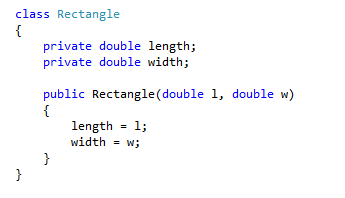 class Rectangle
{
    private double length;
    private double width;

    public Rectangle(double l, double w)
    {
        length = l;
        width = w;
    }
}